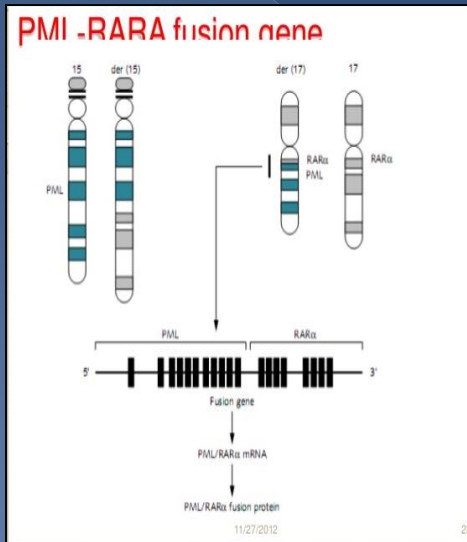 PML-RARA fusion gene
15 der (15) der (17) 17
PML
RARα
PML
RARα
PML RARα
5' 3'
Fusion gene
PML/RARα mRNA
PML/RARα fusion protein
11/27/2012 2